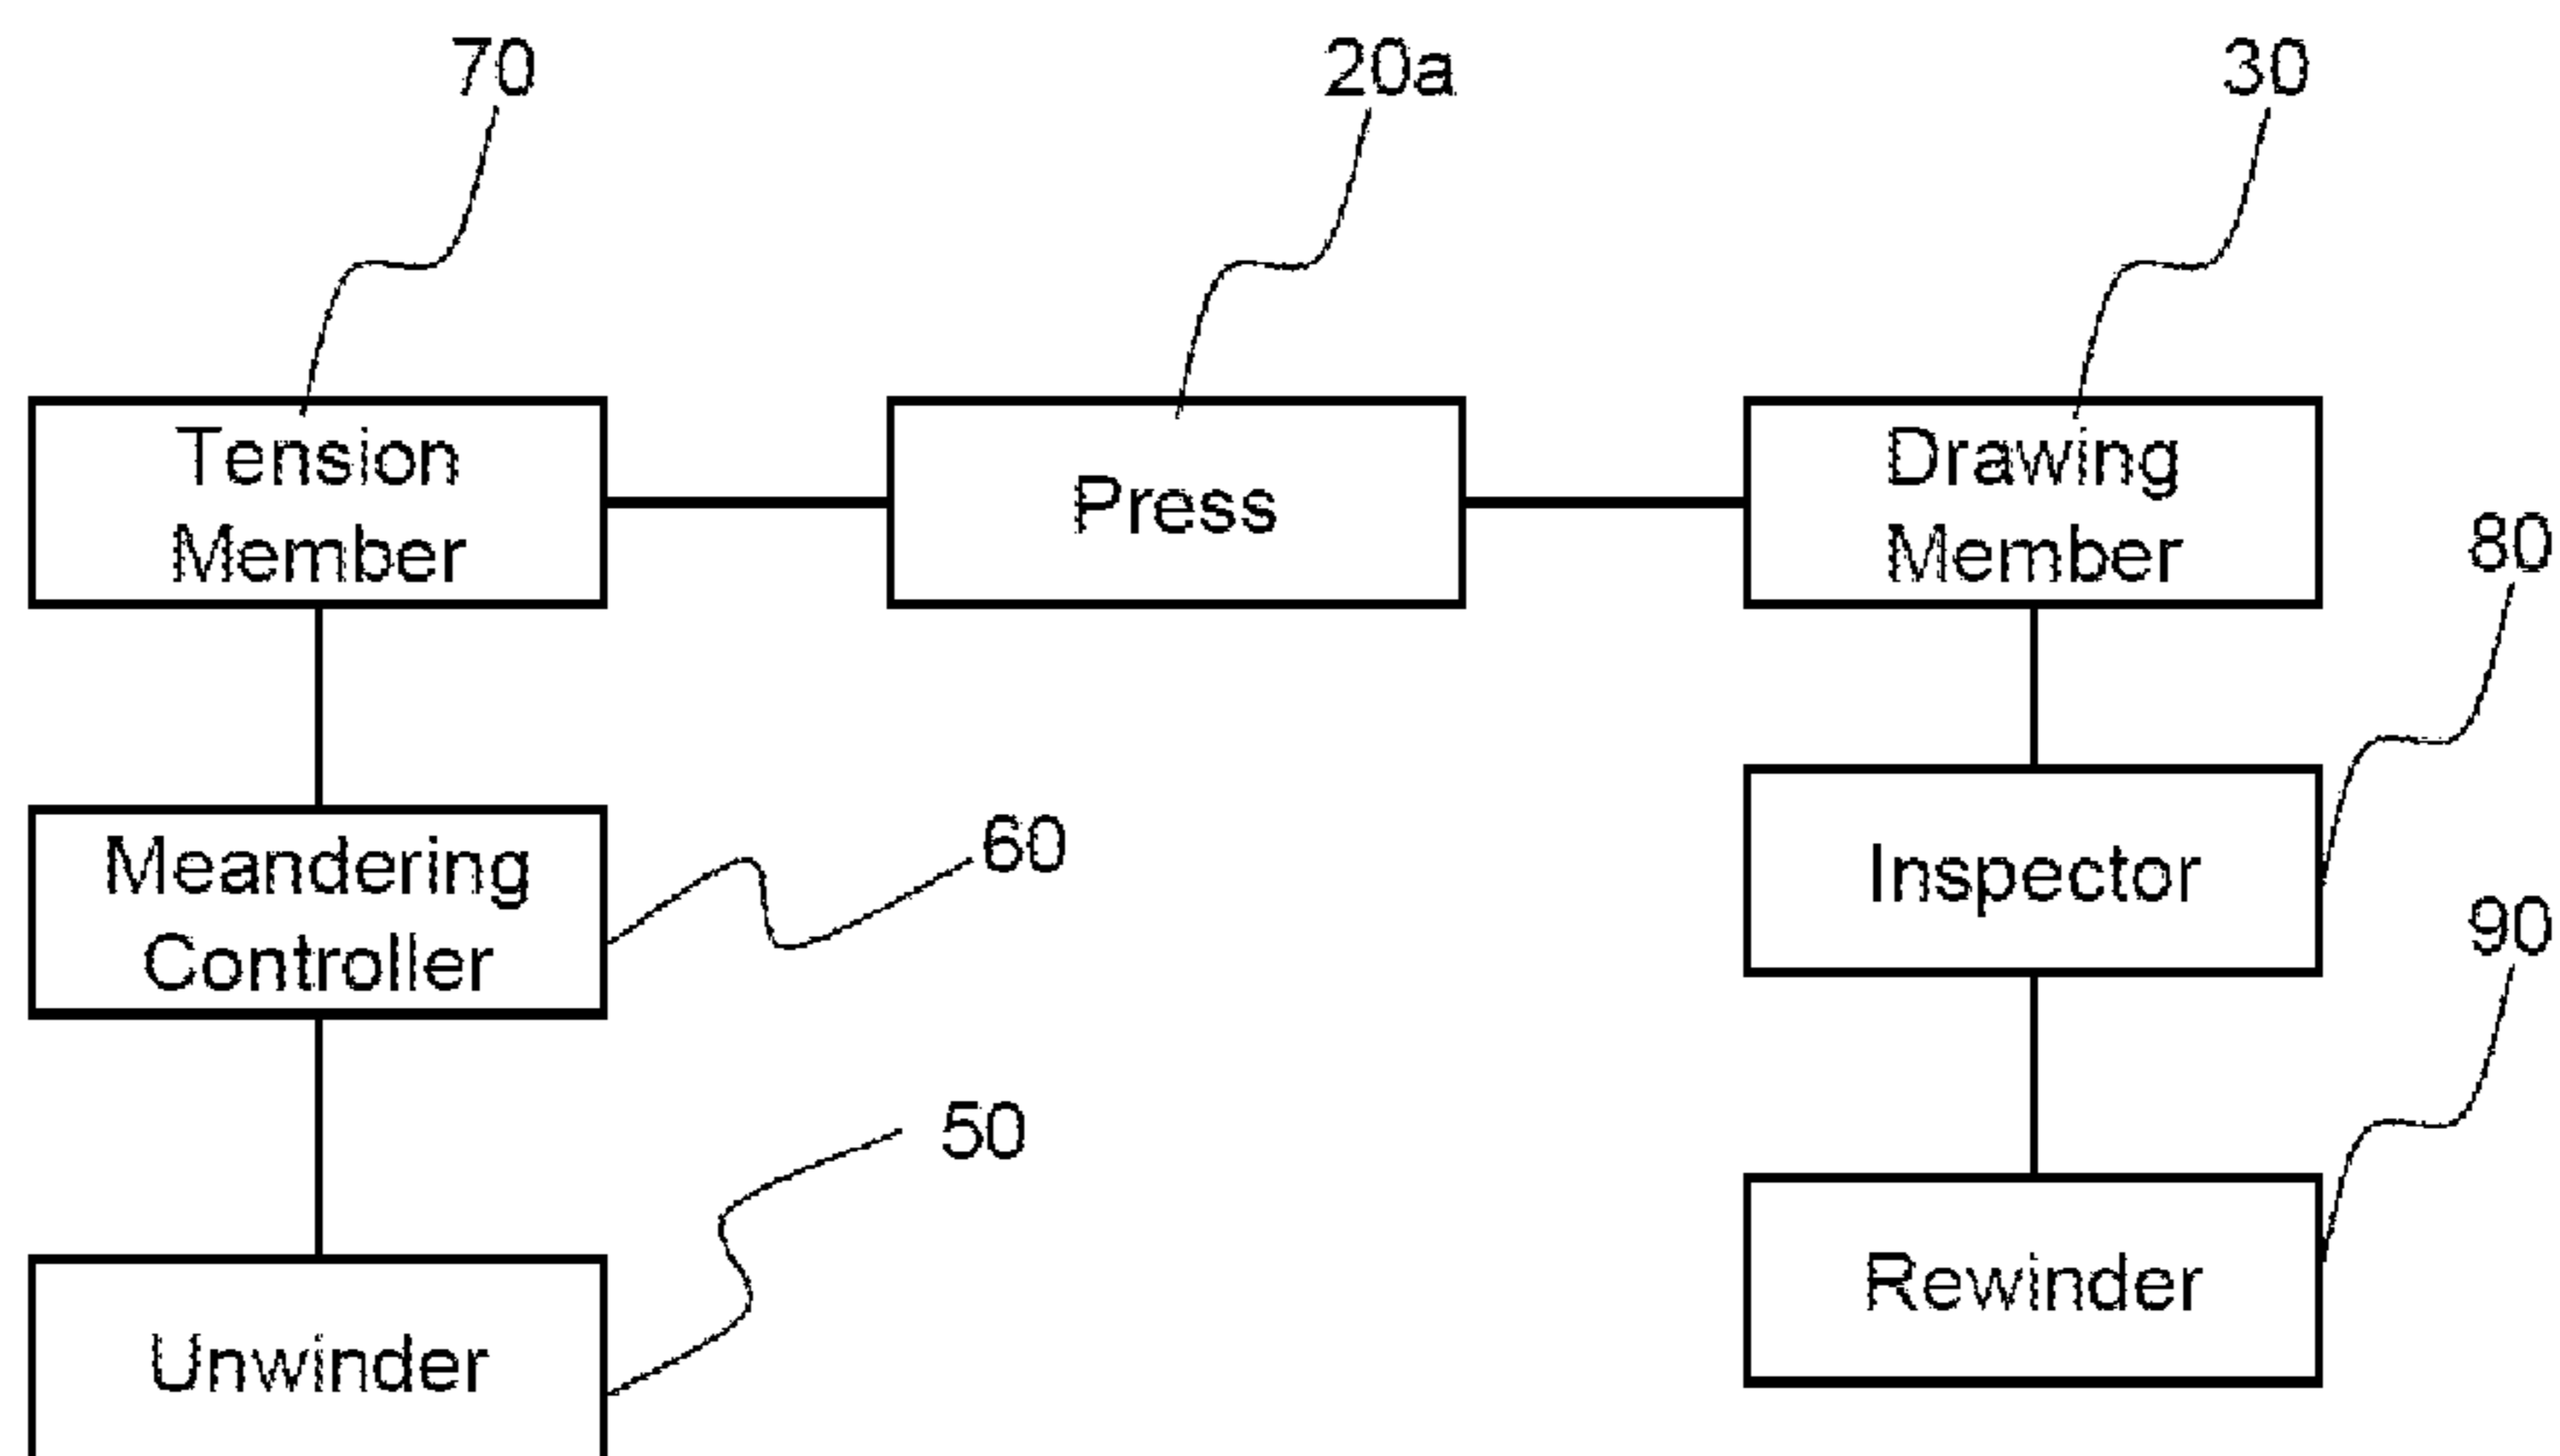 70
20a
30
Tension
Member
Press
Drawing
Member
80
Meandering
Controller
60
Inspector
90
50
Unwinder
Rewinder